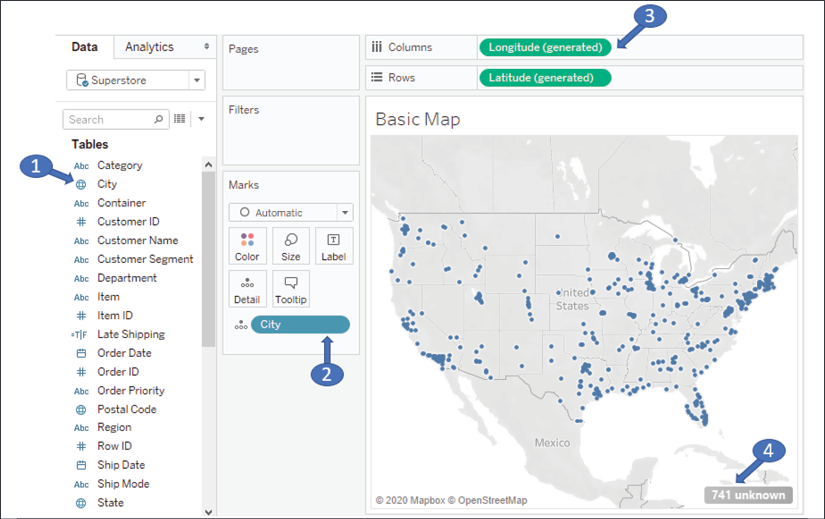 3
Data
Analytics
Pages
Columns
Longitude (generated)
Superstore
Rows
Latitude (generated)
Search
Filters
Basic Map
Tables
1
Abc Category
City
Abc Container
# Customer ID
Abc Customer Name
Abc Customer Segment
Abc Department
Abc Item
# Item ID
=T|F Late Shipping
Order Date
# Order ID
Abc Order Priority
Postal Code
Abc Region
# Row ID
Ship Date
Abc Ship Mode
State
Marks
Automatic
Color
Size
T
Label
Detail
Tooltip
City
2
United
States
Mexico
4
741 unknown
© 2020 Mapbox © OpenStreetMap